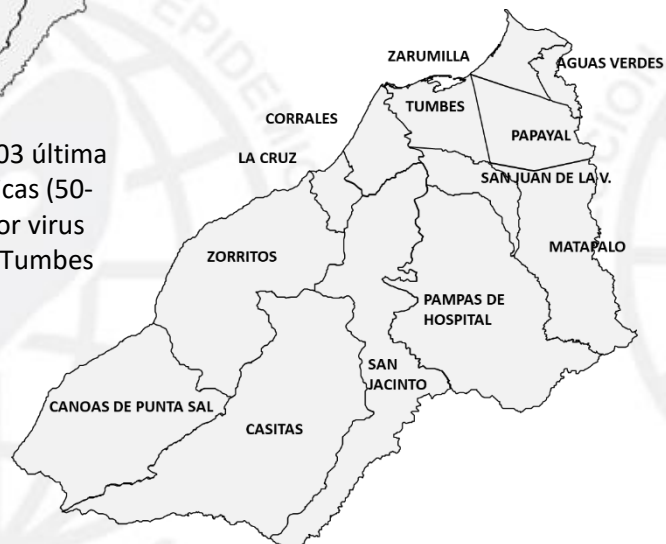 03 última
cas (50-
or virus
Tumbes
ZARUMILLA
AGUAS VERDES
TUMBES
CORRALES
PAPAYAL
LA CRUZ
SAN JUAN DE LA V.
MATAPALO
ZORRITOS
PAMPAS DE
HOSPITAL
SAN
JACINTO
CANOAS DE PUNTA SAL
CASITAS